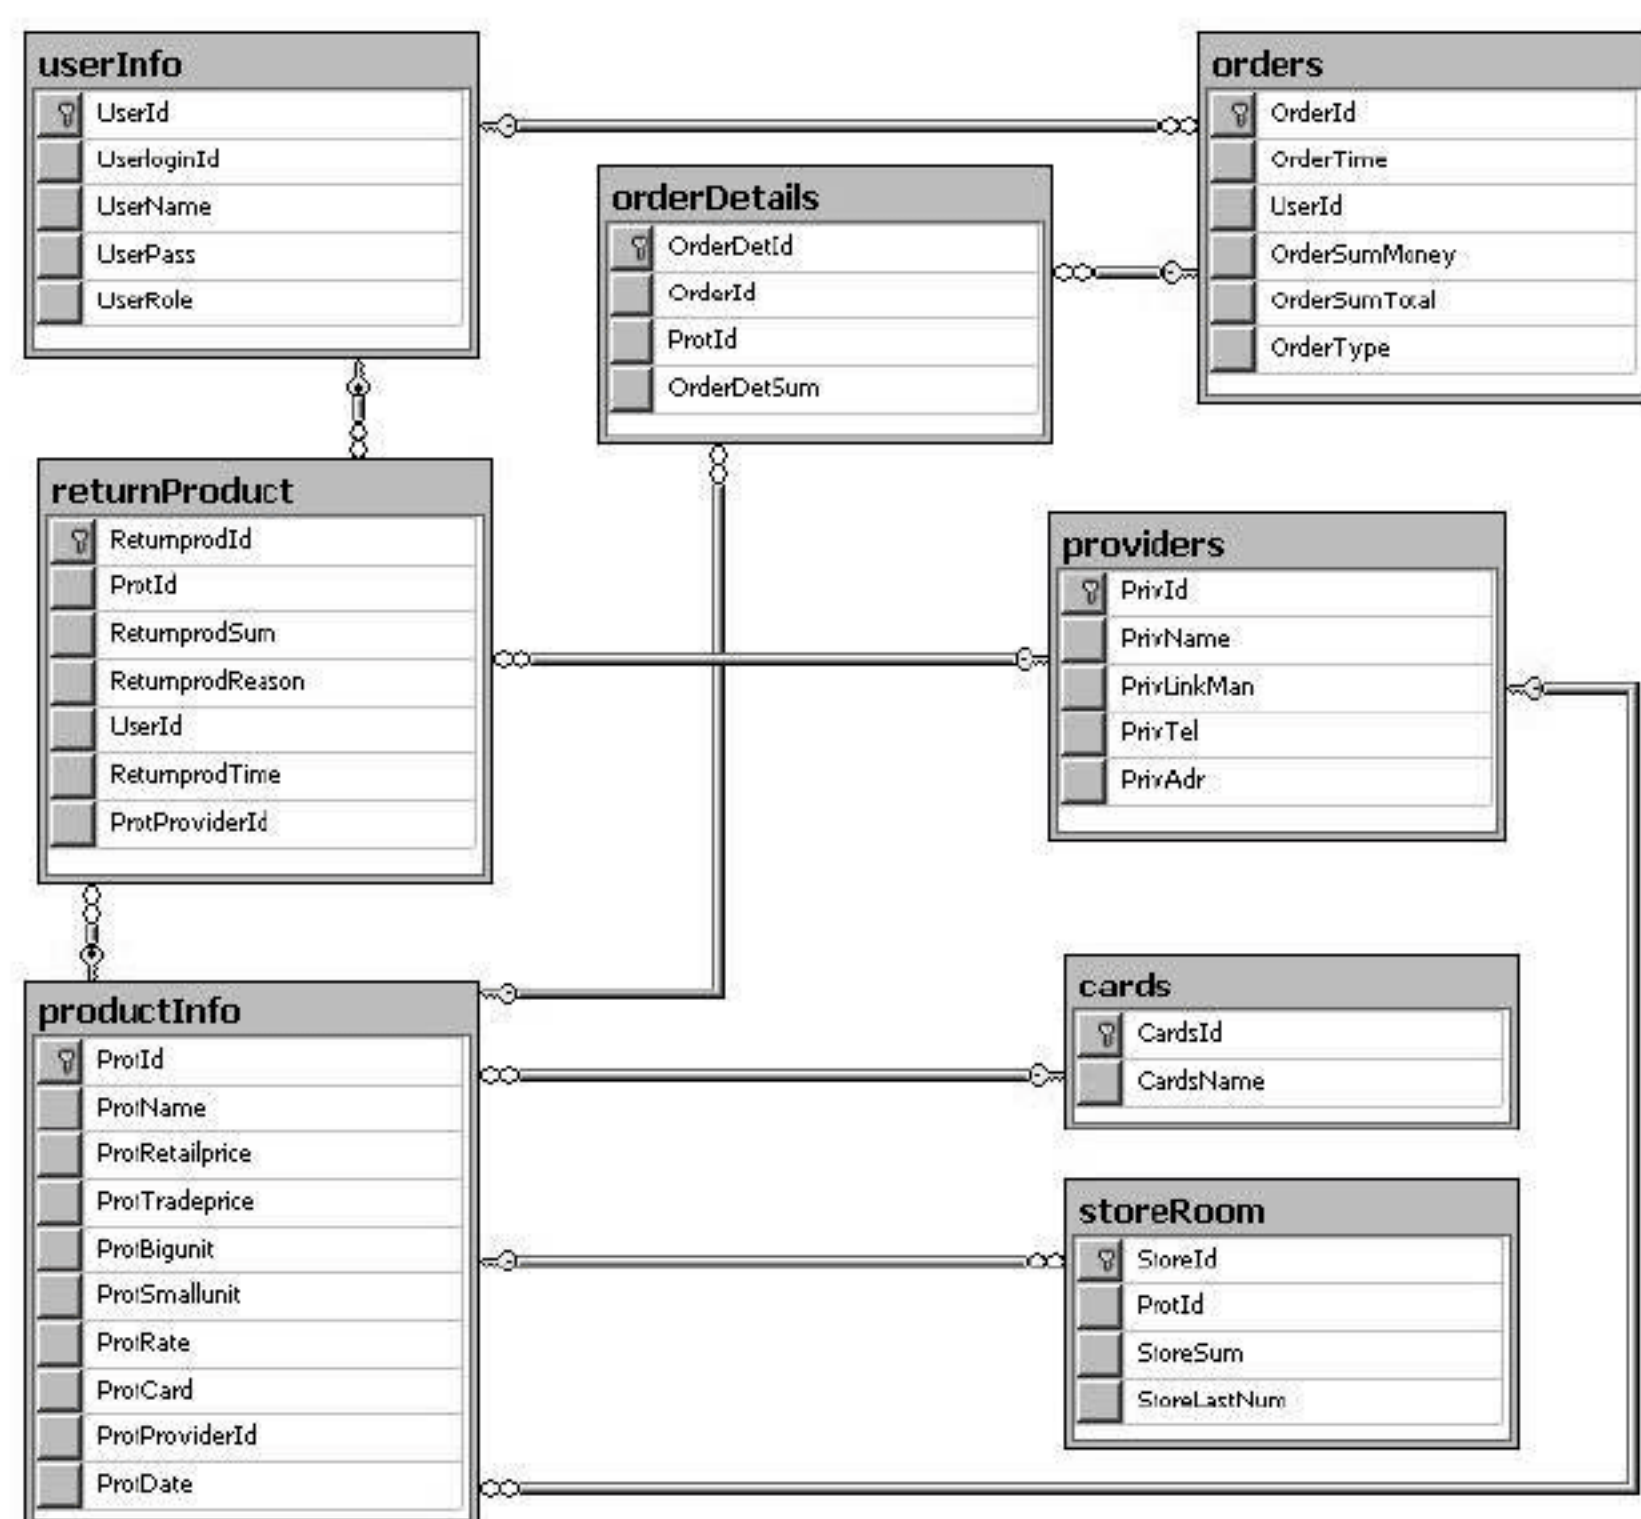 userInfo
UserId
UserloginId
UserName
UserPass
UserRole
orders
OrderId
OrderTime
UserId
OrderSumMoney
OrderSumTotal
OrderType
orderDetails
OrderDetId
OrderId
ProtId
OrderDetSum
returnProduct
ReturnprodId
ProtId
ReturnprodSum
ReturnprodReason
UserId
ReturnprodTime
ProtProviderId
providers
PrivId
PrivName
PrivLinkMan
PrivTel
PrivAdr
productInfo
ProtId
ProtName
ProtRetailprice
ProtTradeprice
ProtBigunit
ProtSmallunit
ProtRate
ProtCard
ProtProviderId
ProtDate
cards
CardsId
CardsName
storeRoom
StoreId
ProtId
StoreSum
StoreLastNum